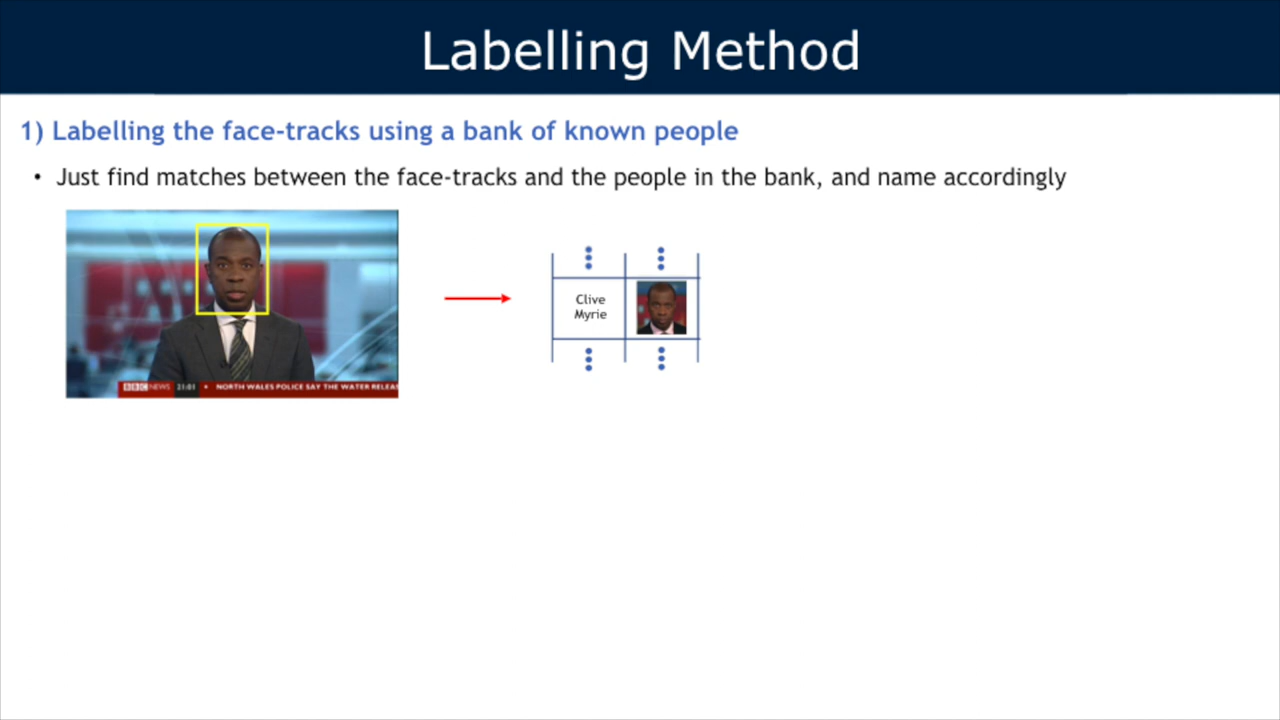 Labelling Method
1) Labelling the face-tracks using a bank of known people
• Just find matches between the face-tracks and the people in the bank, and name accordingly
Clive
Myrie
BBC NEWS 21:01 • NORTH WALES POLICE SAY THE WATER RELEAS